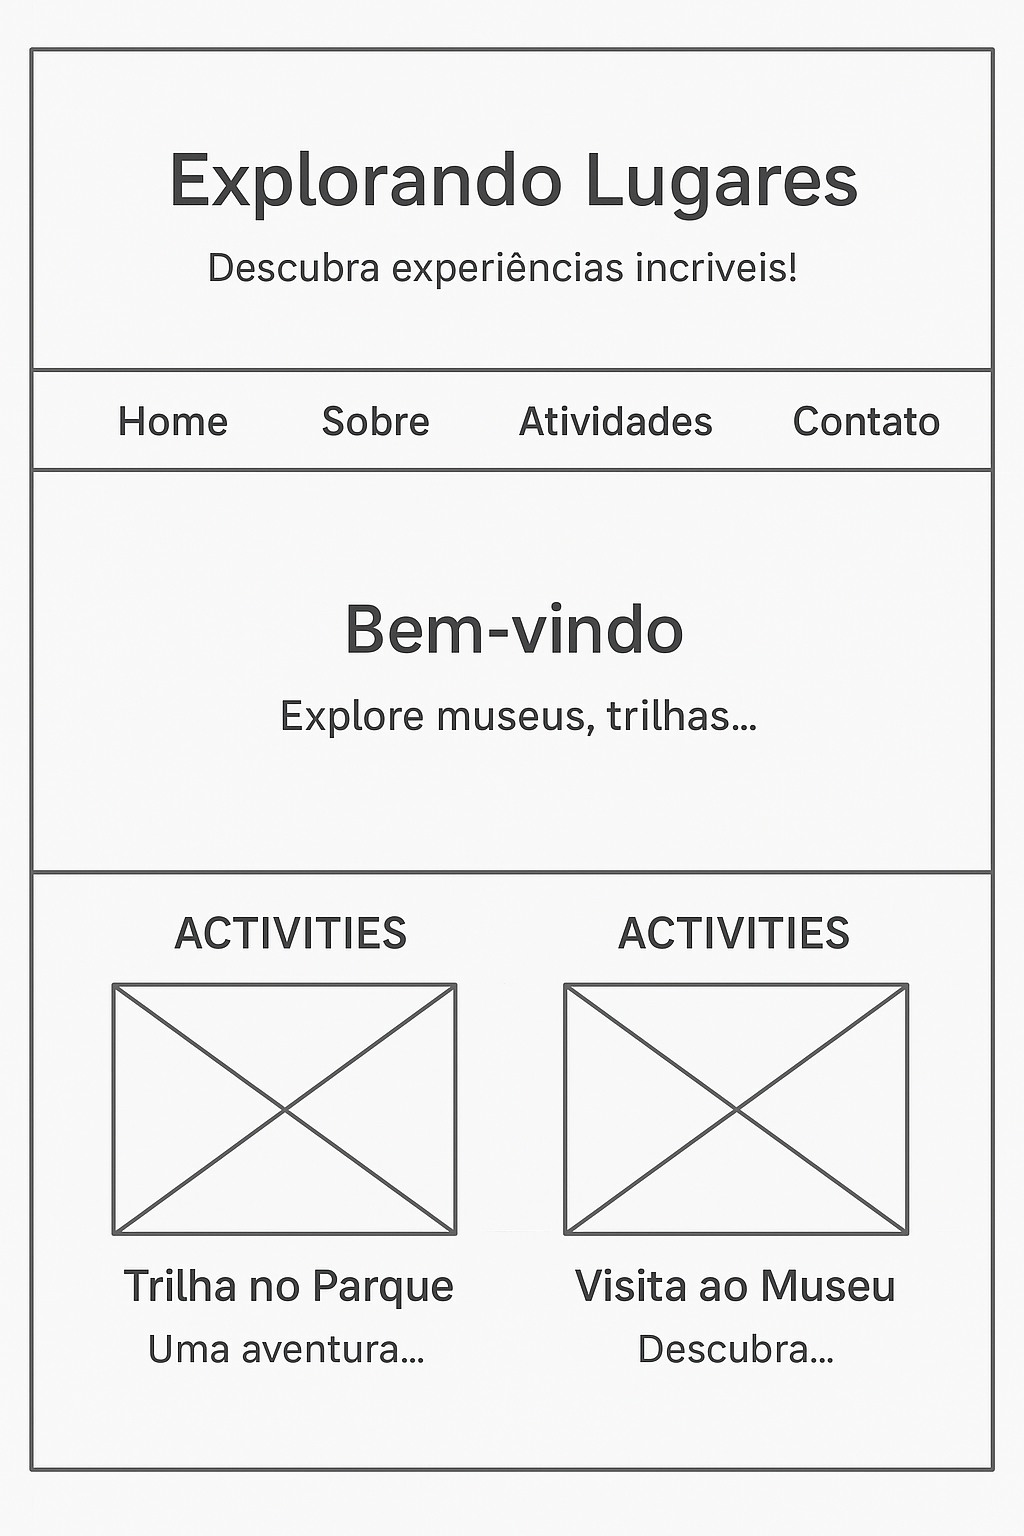 Explorando Lugares
Descubra experiências incriveis!
Home Sobre Atividades Contato
Bem-vindo
Explore museus, trilhas...
ACTIVITIES ACTIVITIES
Trilha no Parque Visita ao Museu
Uma aventura... Descubra...